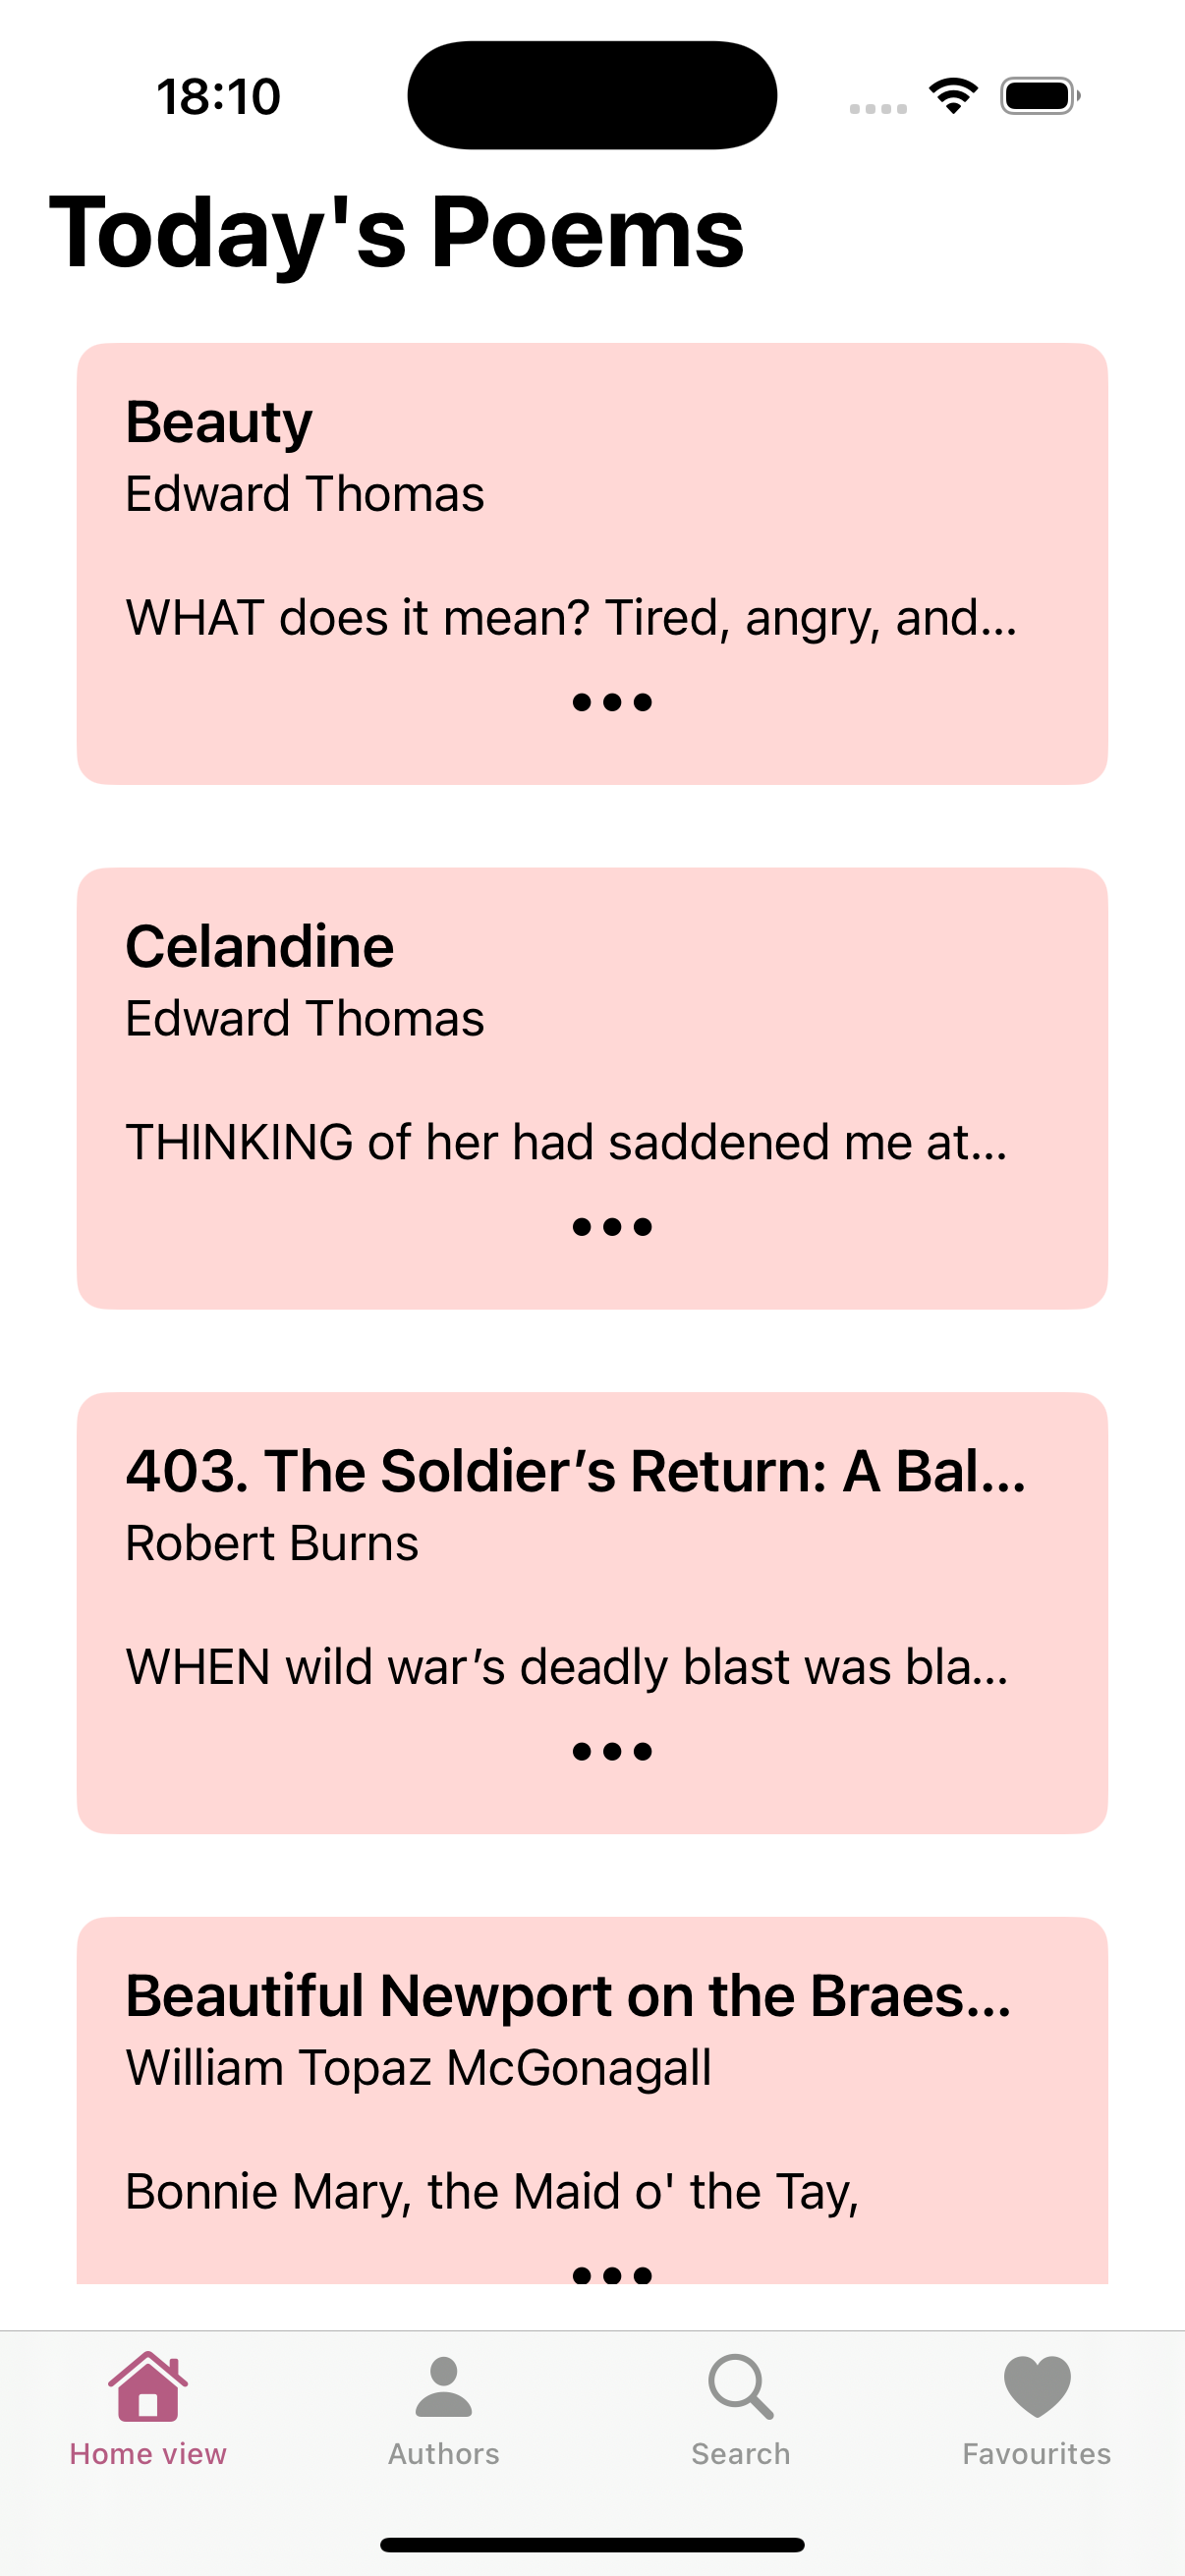 18:10
Today's Poems
Beauty
Edward Thomas
WHAT does it mean? Tired, angry, and...
•••
Celandine
Edward Thomas
THINKING of her had saddened me at...
•••
403. The Soldier’s Return: A Bal...
Robert Burns
WHEN wild war’s deadly blast was bla...
•••
Beautiful Newport on the Braes...
William Topaz McGonagall
Bonnie Mary, the Maid o' the Tay,
•••
Home view
Authors
Search
Favourites